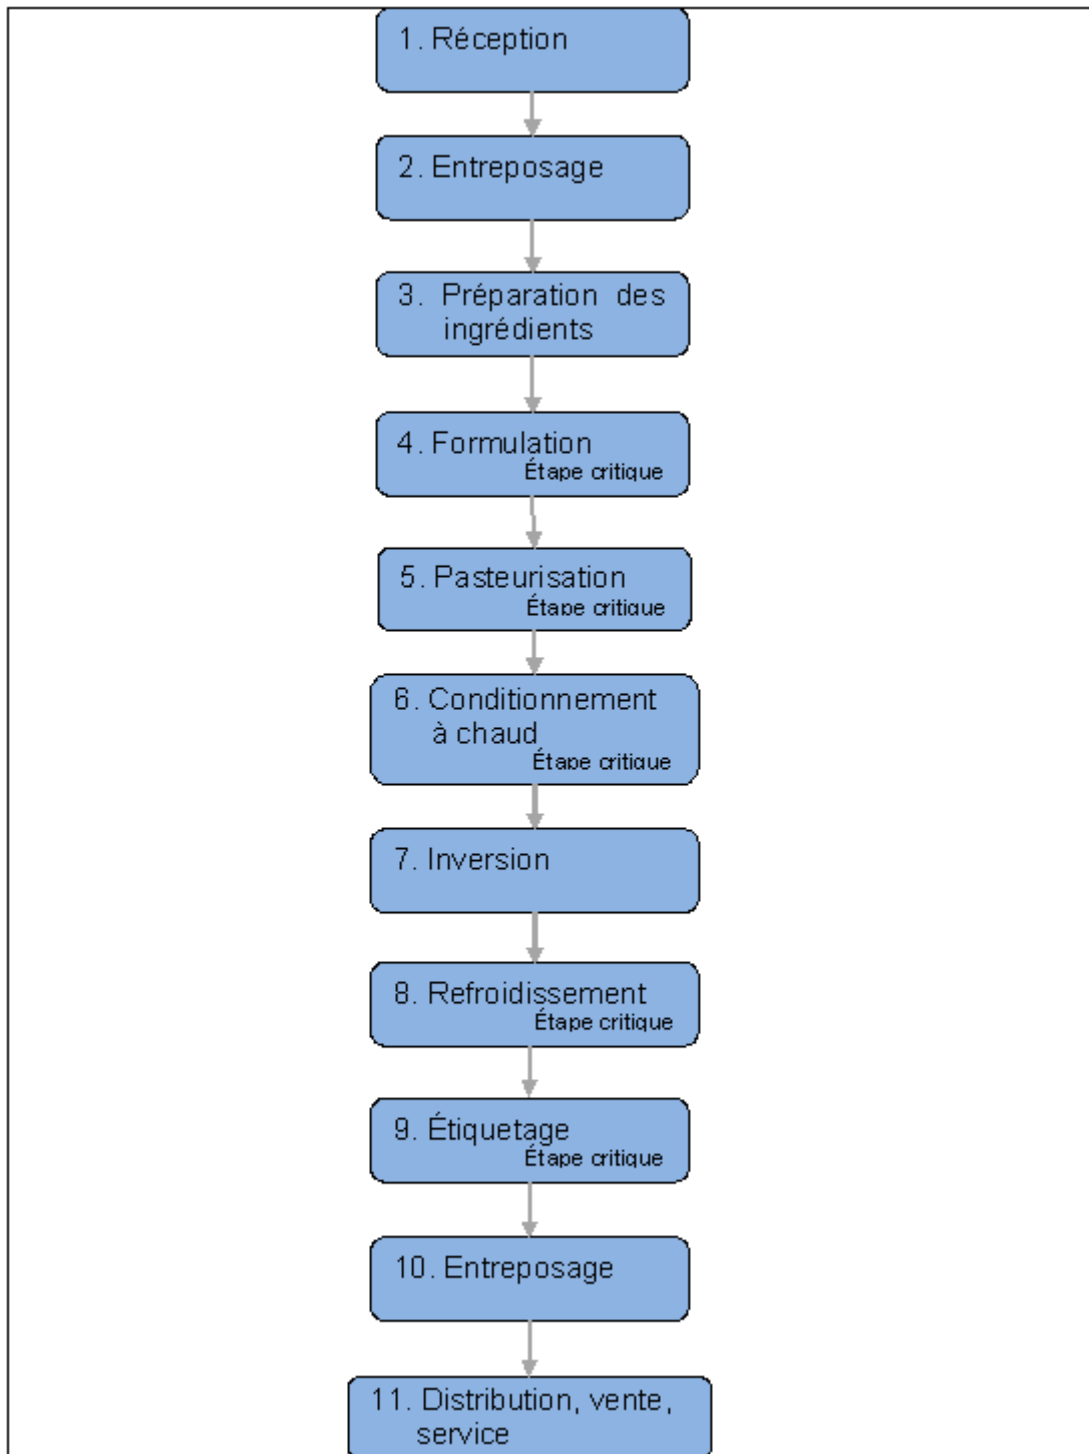 1. Réception
2. Entreposage
3. Préparation des
ingrédients
4. Formulation
Étape critique
5. Pasteurisation
Étape critique
6. Conditionnement
à chaud
Étape critique
7. Inversion
8. Refroidissement
Étape critique
9. Étiquetage
Étape critique
10. Entreposage
11. Distribution, vente,
service